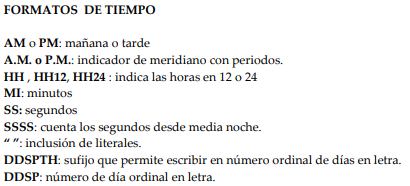 FORMATOS DE TIEMPO
AM o PM: mañana o tarde
A.M. o P.M.: indicador de meridiano con periodos.
HH , HH12, HH24 : indica las horas en 12 o 24
MI: minutos
SS: segundos
SSSS: cuenta los segundos desde media noche.
“ ”: inclusión de literales.
DDSPTH: sufijo que permite escribir en número ordinal de días en letra.
DDSP: número de día ordinal en letra.